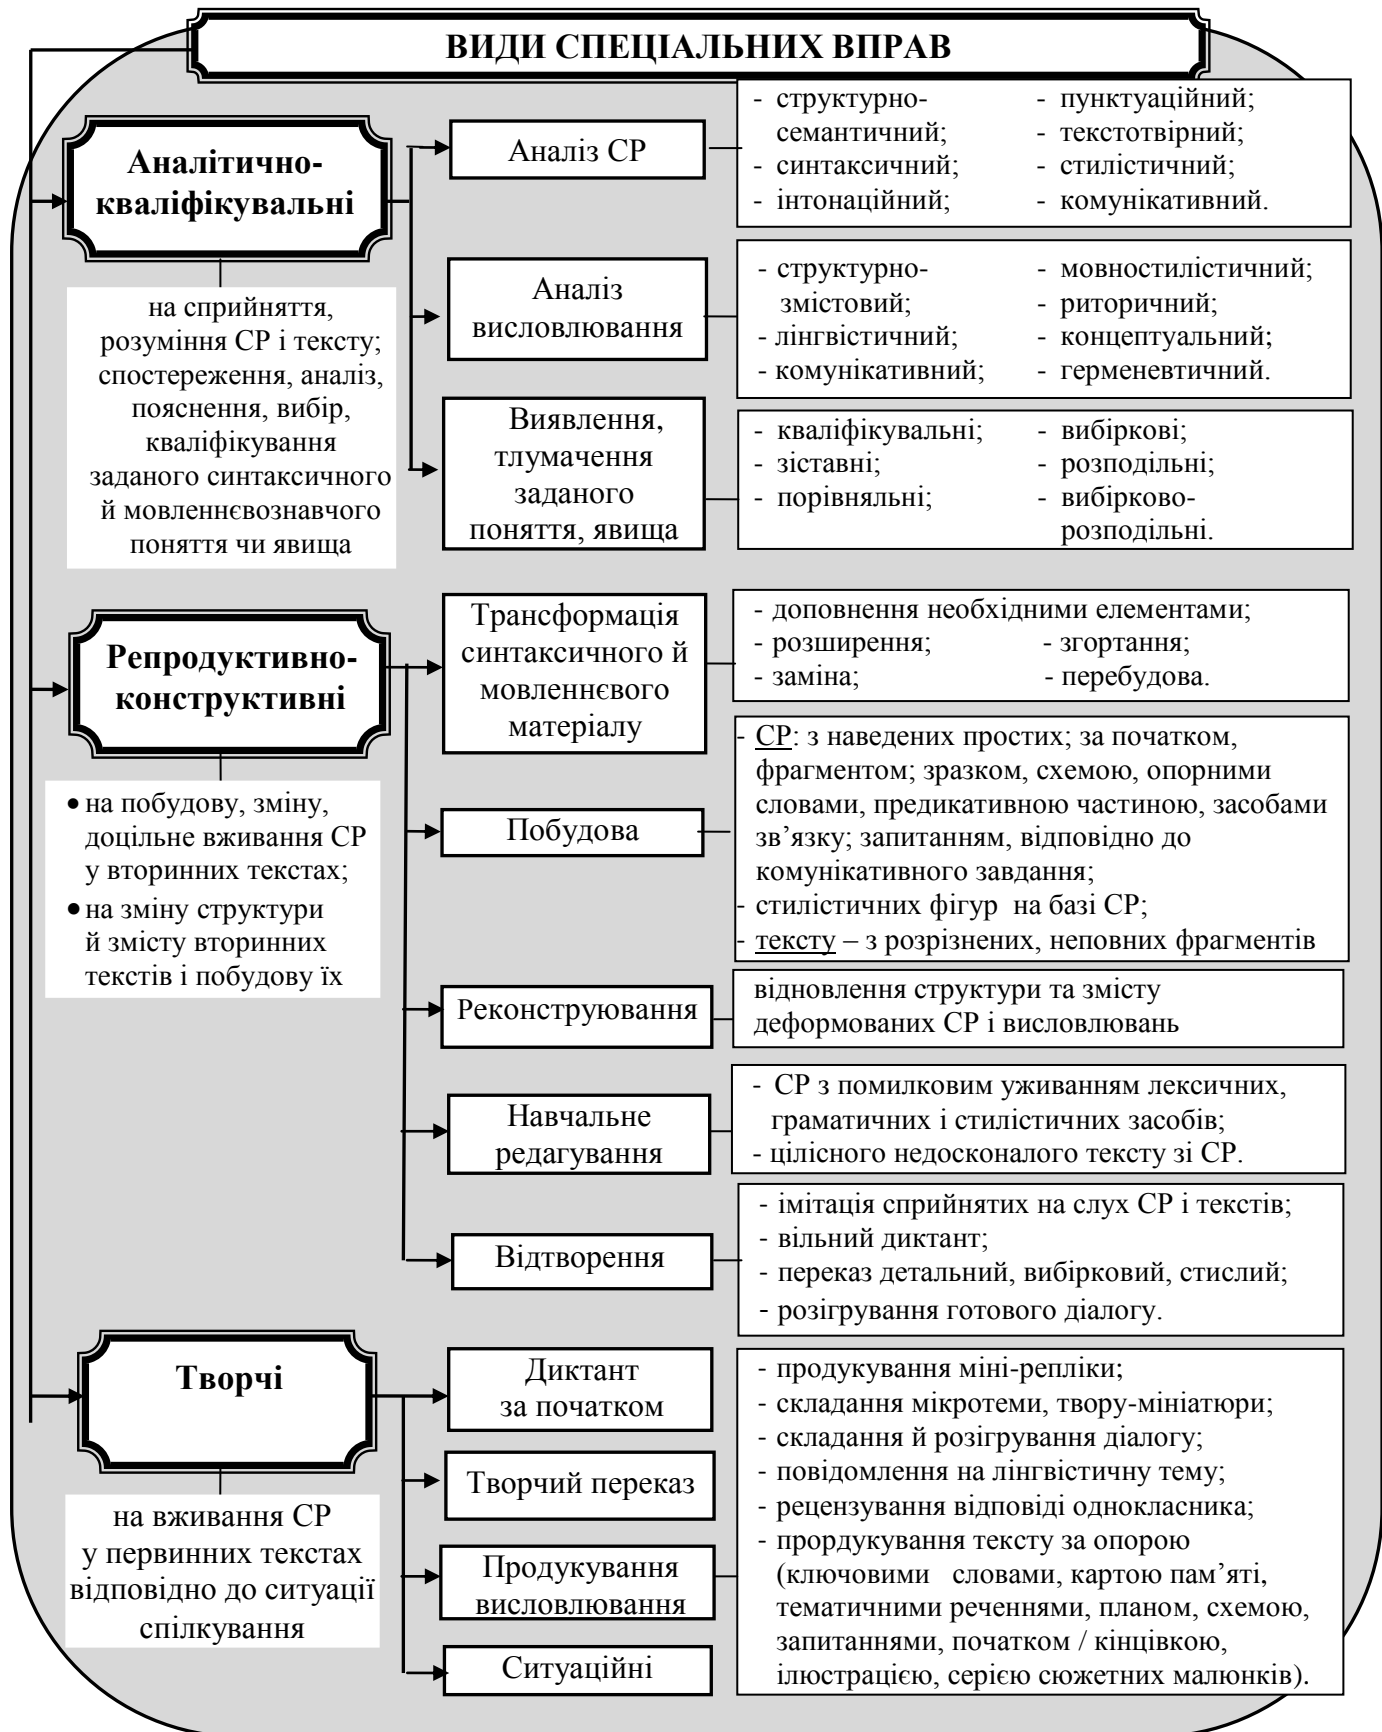 ВИДИ СПЕЦІАЛЬНИХ ВПРАВ
Аналітично-
кваліфікувальні
на сприйняття,
розуміння СР і тексту;
спостереження, аналіз,
пояснення, вибір,
кваліфікування
заданого синтаксичного
й мовленнєвознавчого
поняття чи явища
Аналіз СР
- структурно-
семантичний;
- синтаксичний;
- інтонаційний;
- пунктуаційний;
- текстотвірний;
- стилістичний;
- комунікативний.
Аналіз
висловлювання
- структурно-
змістовий;
- лінгвістичний;
- комунікативний;
- мовностилістичний;
- риторичний;
- концептуальний;
- герменевтичний.
Виявлення,
тлумачення
заданого
поняття, явища
- кваліфікувальні;
- зіставні;
- порівняльні;
- вибіркові;
- розподільні;
- вибірково-
розподільні.
Репродуктивно-
конструктивні
• на побудову, зміну,
доцільне вживання СР
у вторинних текстах;
• на зміну структури
й змісту вторинних
текстів і побудову їх
Трансформація
синтаксичного й
мовленнєвого
матеріалу
- доповнення необхідними елементами;
- розширення; - згортання;
- заміна; - перебудова.
Побудова
- СР: з наведених простих; за початком,
фрагментом; зразком, схемою, опорними
словами, предикативною частиною, засобами
зв’язку; запитанням, відповідно до
комунікативного завдання;
- стилістичних фігур на базі СР;
- тексту – з розрізнених, неповних фрагментів
Реконструювання
відновлення структури та змісту
деформованих СР і висловлювань
Навчальне
редагування
- СР з помилковим уживанням лексичних,
граматичних і стилістичних засобів;
- цілісного недосконалого тексту зі СР.
Відтворення
- імітація сприйнятих на слух СР і текстів;
- вільний диктант;
- переказ детальний, вибірковий, стислий;
- розігрування готового діалогу.
Творчі
на вживання СР
у первинних текстах
відповідно до ситуації
спілкування
Диктант
за початком
Творчий переказ
Продукування
висловлювання
Ситуаційні
- продукування міні-репліки;
- складання мікротеми, твору-мініатюри;
- складання й розігрування діалогу;
- повідомлення на лінгвістичну тему;
- рецензування відповіді однокласника;
- прордукування тексту за опорою
(ключовими словами, картою пам’яті,
тематичними реченнями, планом, схемою,
запитаннями, початком / кінцівкою,
ілюстрацією, серією сюжетних малюнків).